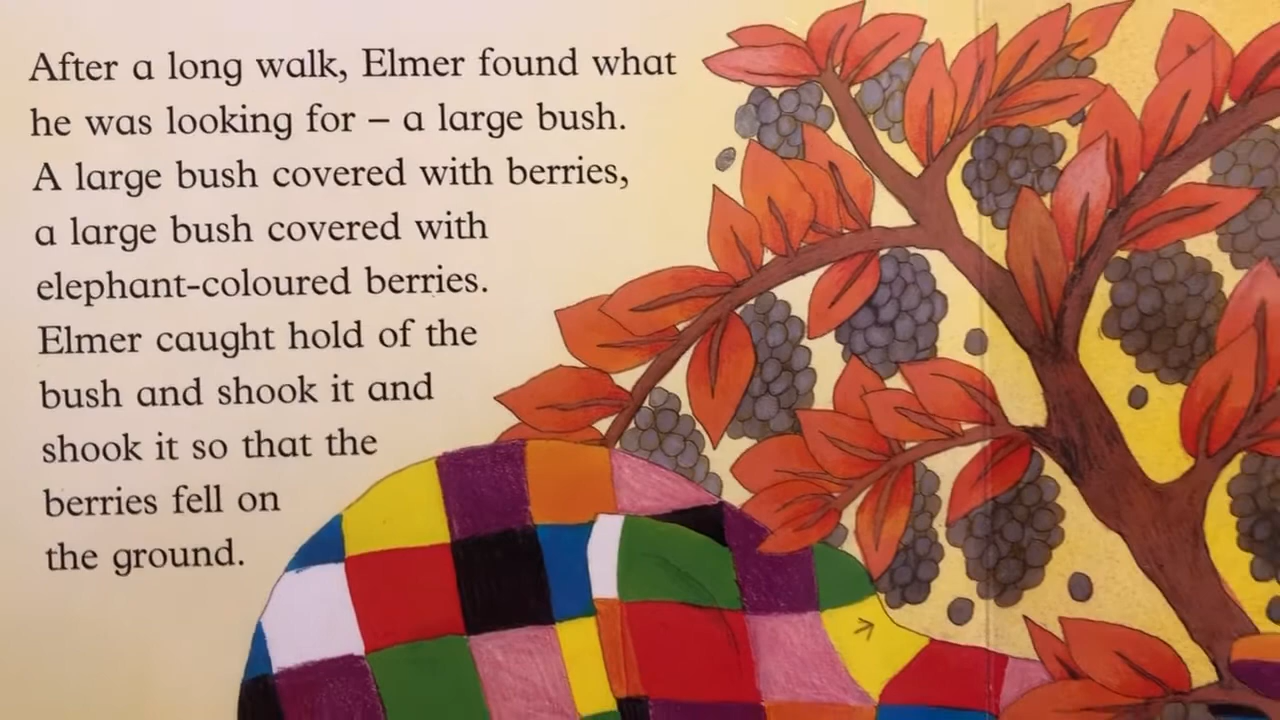 After a long walk, Elmer found what
he was looking for – a large bush.
A large bush covered with berries,
a large bush covered with
elephant-coloured berries.
Elmer caught hold of the
bush and shook it and
shook it so that the
berries fell on
the ground.